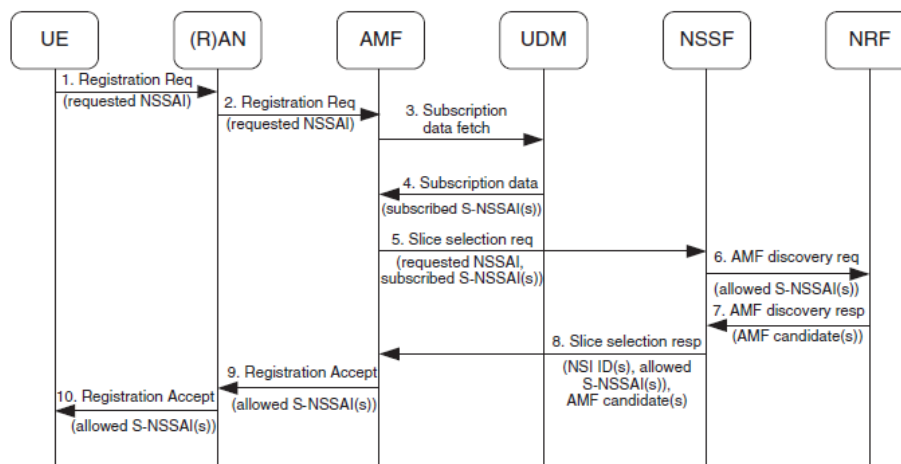 UE
(R)AN
AMF
UDM
NSSF
NRF
1. Registration Req
(requested NSSAI)
2. Registration Req
(requested NSSAI)
3. Subscription
data fetch
4. Subscription data
(subscribed S-NSSAI(s))
5. Slice selection req
(requested NSSAI,
subscribed S-NSSAI(s))
6. AMF discovery req
(allowed S-NSSAI(s))
7. AMF discovery resp
(AMF candidate(s))
8. Slice selection resp
(NSI ID(s), allowed
S-NSSAI(s)),
AMF candidate(s)
9. Registration Accept
(allowed S-NSSAI(s))
10. Registration Accept
(allowed S-NSSAI(s))